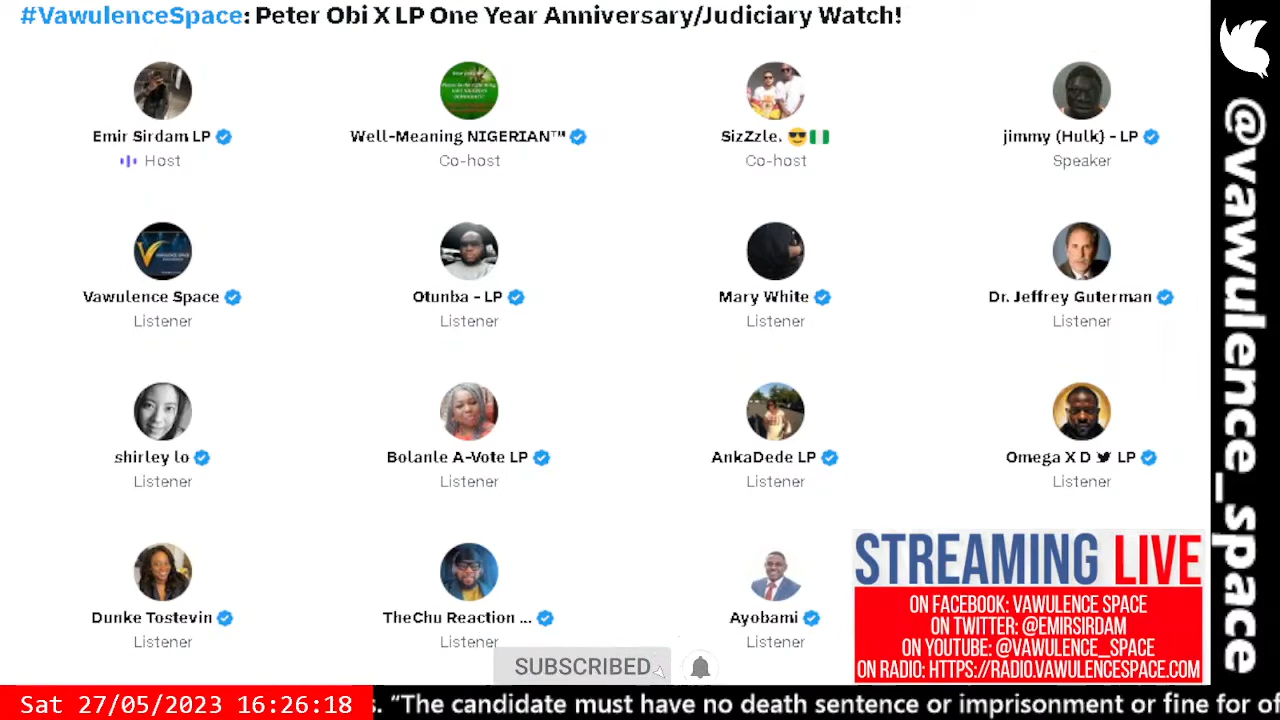 #VawulenceSpace: Peter Obi X LP One Year Anniversary/Judiciary Watch!
Emir Sirdam LP
Host
Well-Meaning NIGERIAN™
Co-host
SizZzle. 😎🇳🇬
Co-host
jimmy (Hulk) - LP
Speaker
Vawulence Space
Listener
Otunba - LP
Listener
Mary White
Listener
Dr. Jeffrey Guterman
Listener
shirley lo
Listener
Bolanle A-Vote LP
Listener
AnkaDede LP
Listener
Omega X D LP
Listener
Dunke Tostevin
Listener
TheChu Reaction ...
Listener
Ayobami
Listener
STREAMING LIVE
ON FACEBOOK: VAWULENCE SPACE
ON TWITTER: @EMIRSIRDAM
ON YOUTUBE: @VAWULENCE_SPACE
ON RADIO: HTTPS://RADIO.VAWULENCESPACE.COM
SUBSCRIBED
@vawulence_space
Sat 27/05/2023 16:26:18
s. “The candidate must have no death sentence or imprisonment or fine for of